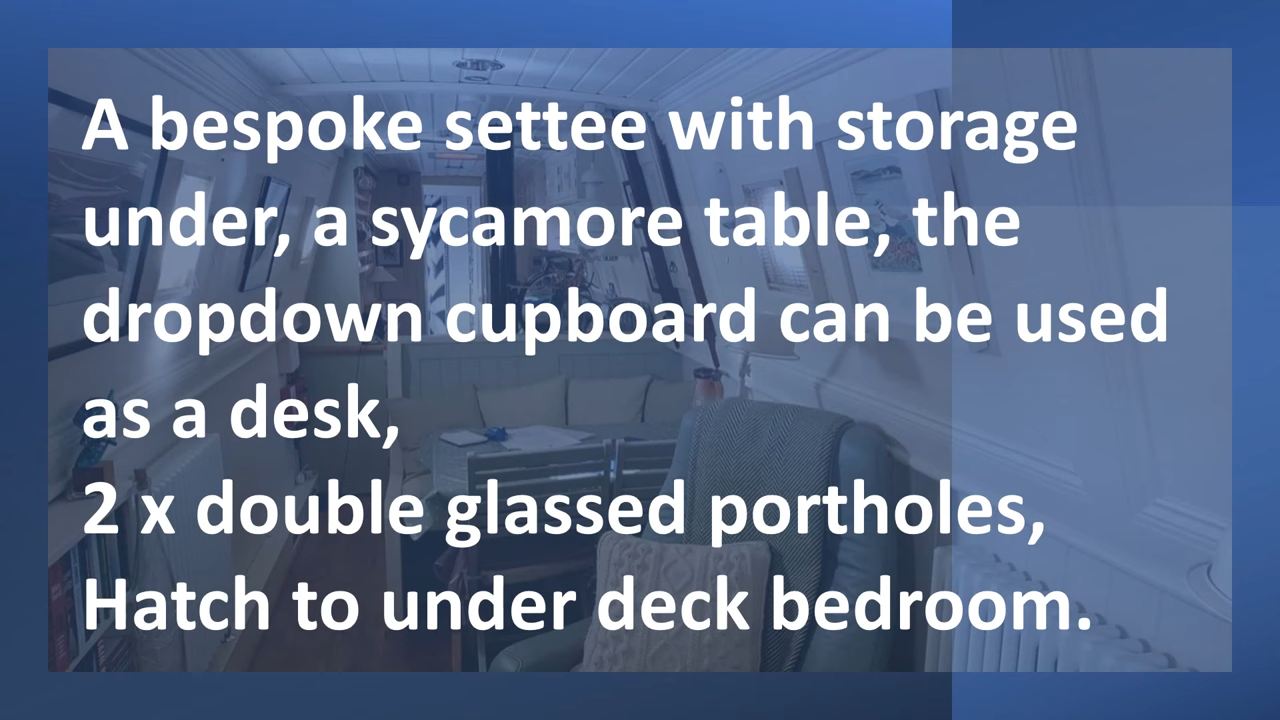 A bespoke settee with storage
under, a sycamore table, the
dropdown cupboard can be used
as a desk,
2 x double glassed portholes,
Hatch to under deck bedroom.